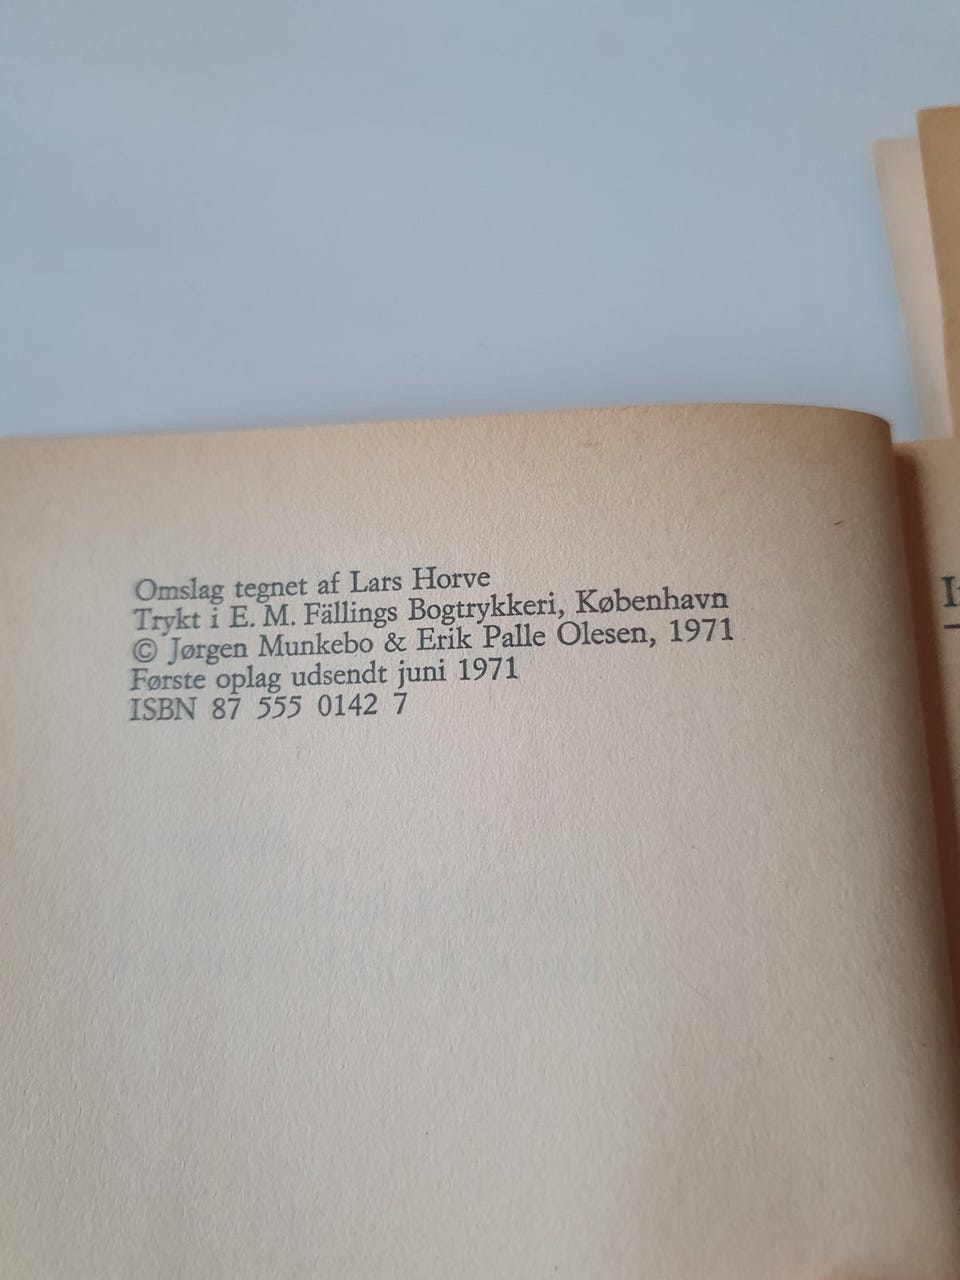 Omslag tegnet af Lars Horve
Trykt i E. M. Fällings Bogtrykkeri, København
© Jørgen Munkebo & Erik Palle Olesen, 1971
Første oplag udsendt juni 1971
ISBN 87 555 0142 7